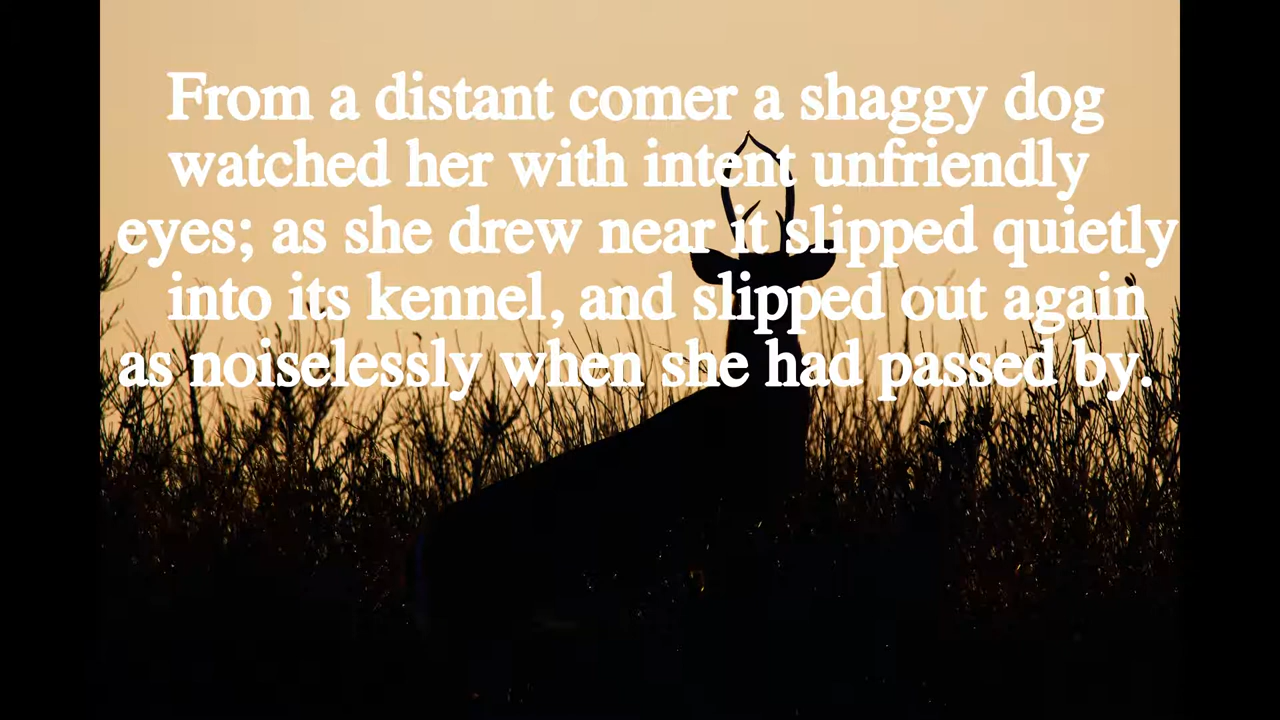 From a distant comer a shaggy dog
watched her with intent unfriendly
eyes; as she drew near it slipped quietly
into its kennel, and slipped out again
as noiselessly when she had passed by.